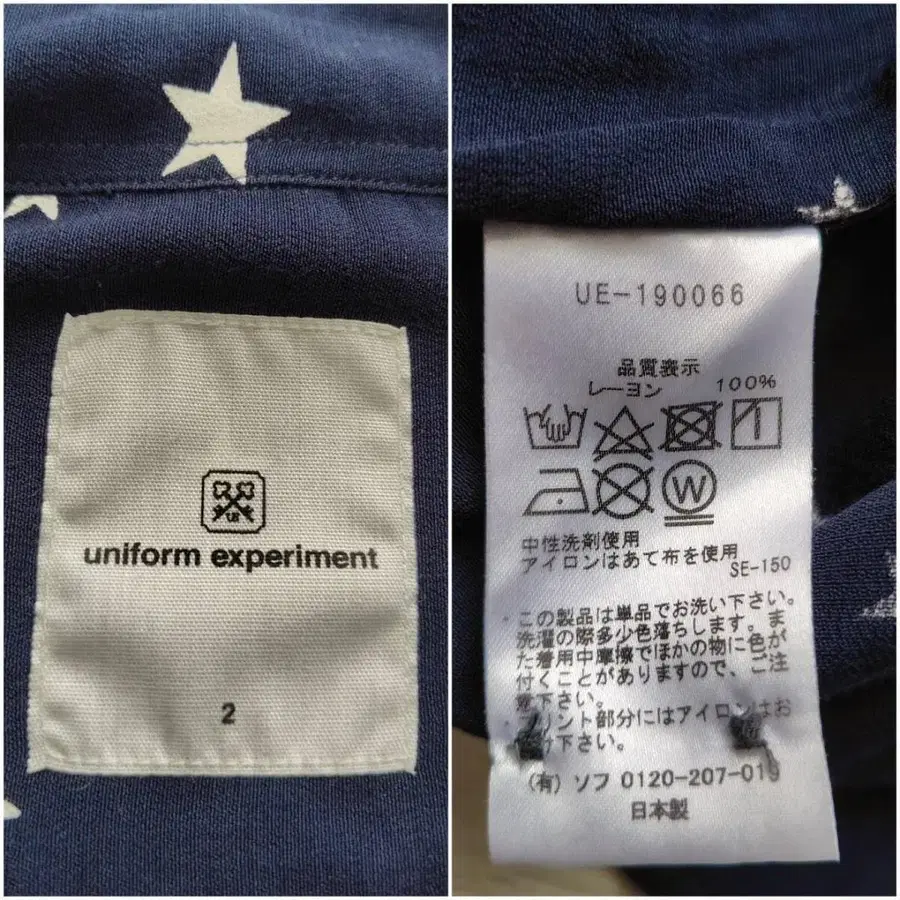 UE
uniform experiment
2
UE-190066
品質表示
レーヨン 100%
W
中性洗剤使用
アイロンはあて布を使用
SE-150
この製品は単品でお洗い下さい。
洗濯の際多少色落ちします。ま
た着用中摩擦でほかの物に色が
付くことがありますので、ご注
意下さい。
プリント部分にはアイロンはお
下さい。
(有) ソフ 0120-207-019
日本製